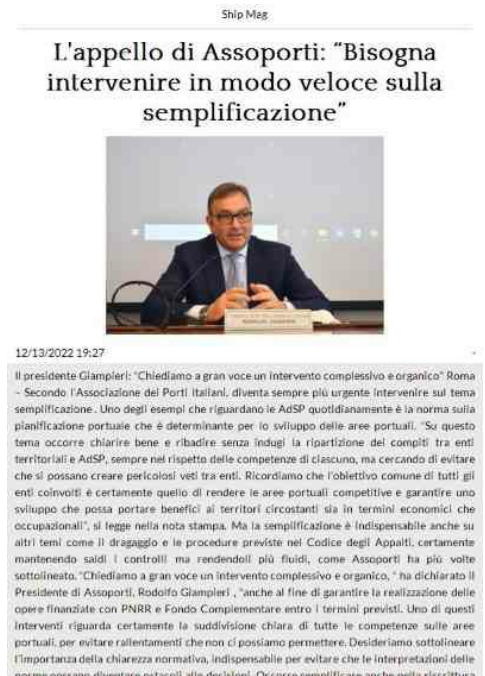 Ship Mag
L'appello di Assoporti: “Bisogna
intervenire in modo veloce sulla
semplificazione”
12/13/2022 19:27
Il presidente Giampieri: "Chiediamo a gran voce un intervento complessivo e organico" Roma
– Secondo l'Associazione dei Porti Italiani, diventa sempre più urgente intervenire sul tema
semplificazione. Uno degli esempi che riguardano le AdSP quotidianamente è la norma sulla
pianificazione portuale che è determinante per lo sviluppo delle aree portuali. "Su questo
tema occorre chiarire bene e ribadire senza indugi la ripartizione dei compiti tra enti
territoriali e AdSP, sempre nel rispetto delle competenze di ciascuno, ma cercando di evitare
che si possano creare pericolosi veti tra enti. Ricordiamo che l'obiettivo comune di tutti gli
enti coinvolti è certamente quello di rendere le aree portuali competitive e garantire uno
sviluppo che possa portare benefici ai territori circostanti sia in termini economici che
occupazionali", si legge nella nota stampa. Ma la semplificazione è indispensabile anche su
altri temi come il dragaggio e le procedure previste nel Codice degli Appalti, certamente
mantenendo saldi i controlli ma rendendoli più fluidi, come Assoporti ha più volte
sottolineato. "Chiediamo a gran voce un intervento complessivo e organico, " ha dichiarato il
Presidente di Assoporti, Rodolfo Giampieri , "anche al fine di garantire la realizzazione delle
opere finanziate con PNRR e Fondo Complementare entro i termini previsti. Uno di questi
interventi riguarda certamente la suddivisione chiara di tutte le competenze sulle aree
portuali, per evitare rallentamenti che non ci possiamo permettere. Desideriamo sottolineare
l'importanza della chiarezza normativa, indispensabile per evitare che le interpretazioni delle
norme possano diventare ostacoli alle decisioni. Occorre semplificare anche nella riscrittura